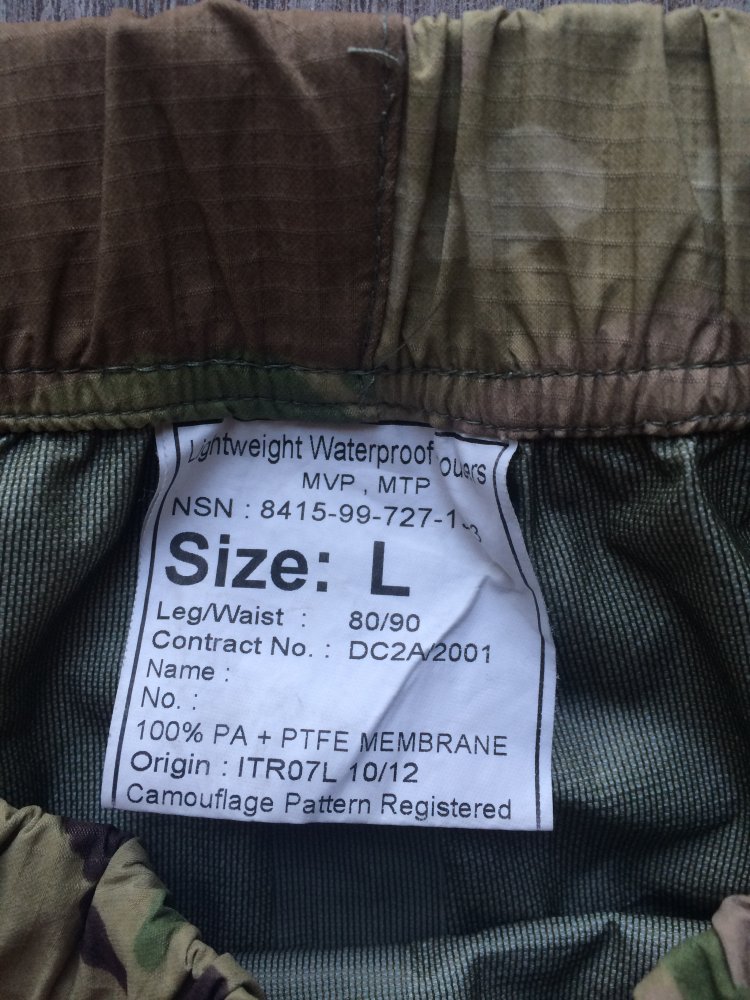 Lightweight Waterproof
MVP , MTP
NSN : 8415-99-727-1
Size: L
Leg/Waist : 80/90
Contract No. : DC2A/2001
Name :
No. :
100% PA + PTFE MEMBRANE
Origin : ITR07L 10/12
Camouflage Pattern Registered